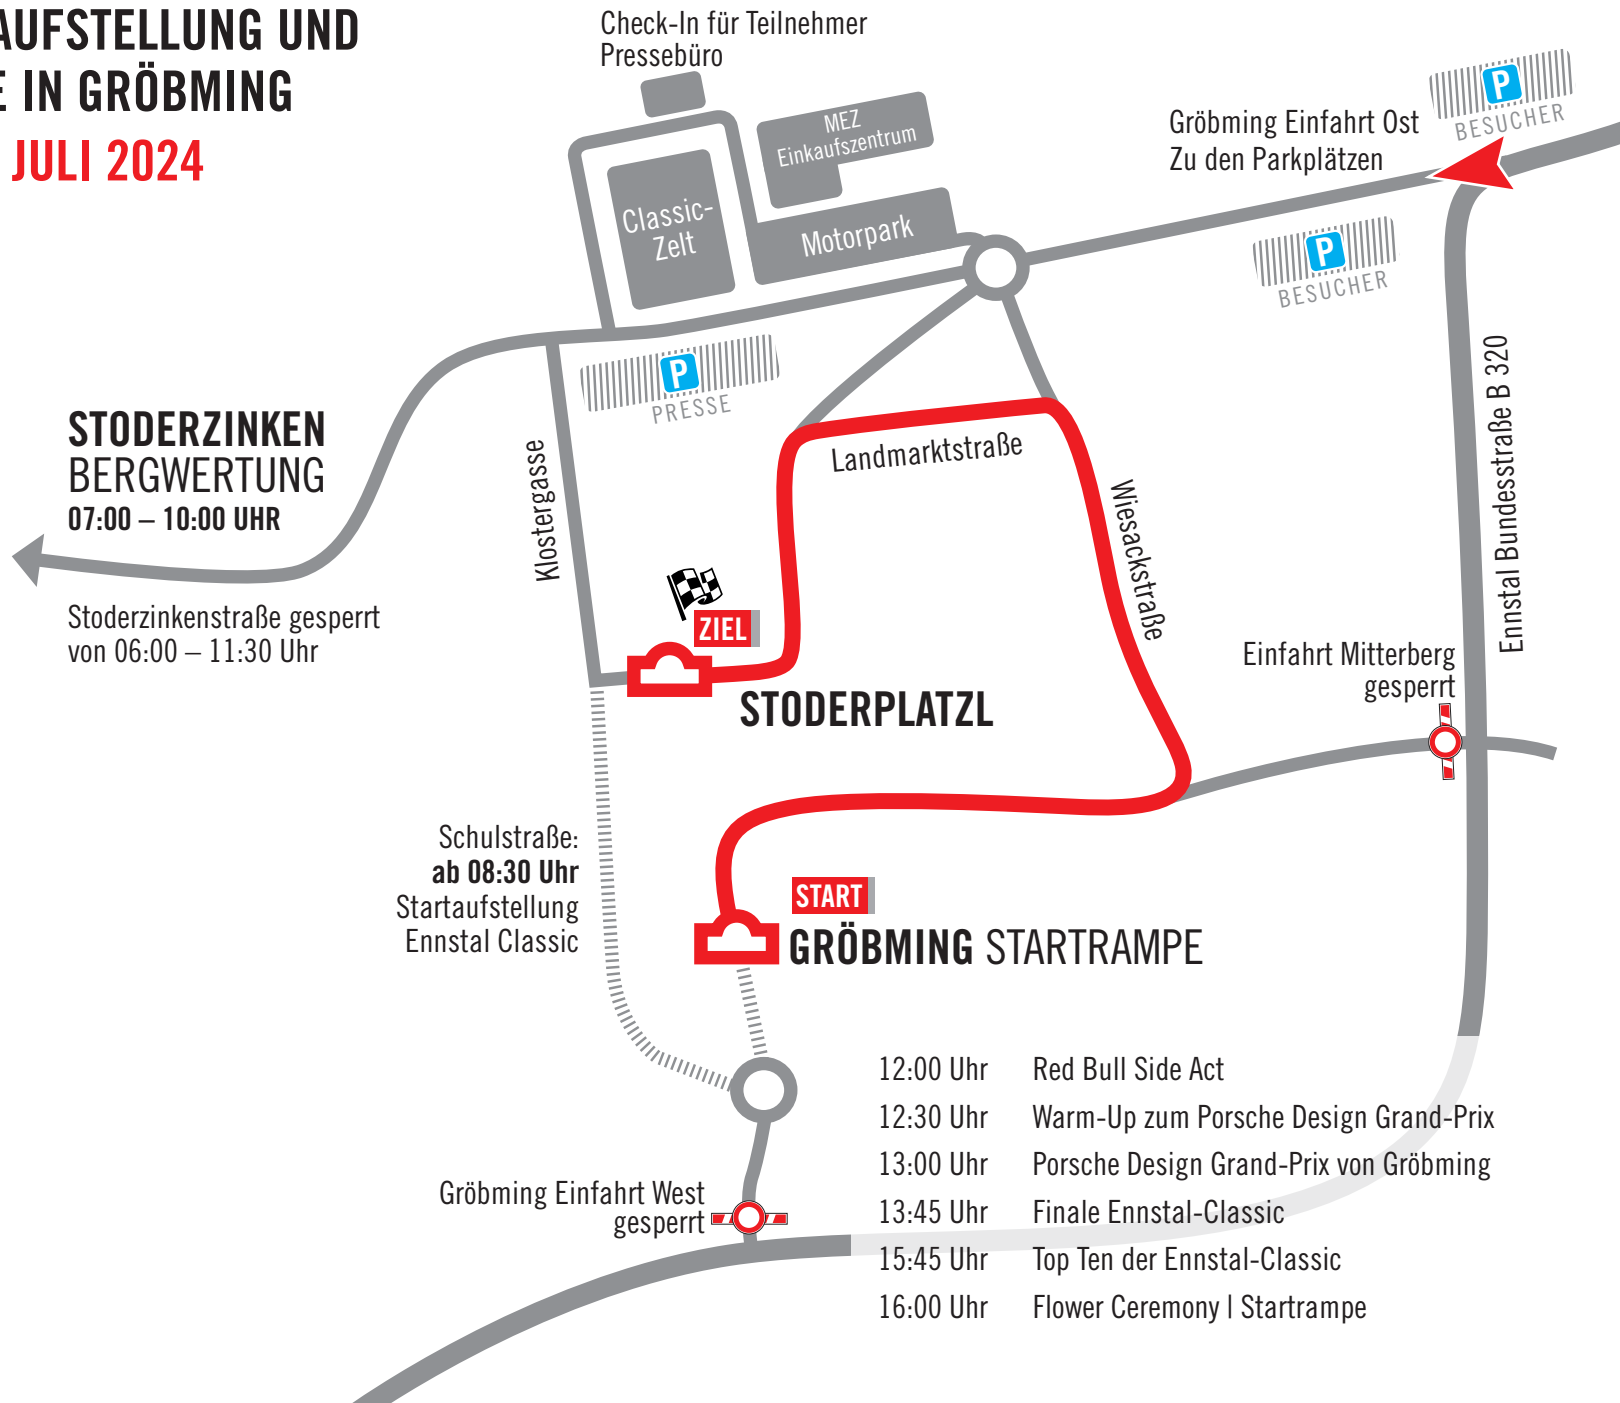 AUFSTELLUNG UND
E IN GRÖBMING
JULI 2024
Check-In für Teilnehmer
Pressebüro
MEZ
Einkaufszentrum
Classic-
Zelt
Motorpark
Gröbming Einfahrt Ost
Zu den Parkplätzen
P
BESUCHER
P
BESUCHER
P
PRESSE
STODERZINKEN
BERGWERTUNG
07:00 – 10:00 UHR
Stoderzinkenstraße gesperrt
von 06:00 – 11:30 Uhr
Klostergasse
Landmarktstraße
Wiesackstraße
Ennstal Bundesstraße B 320
ZIEL
STODERPLATZL
Einfahrt Mitterberg
gesperrt
Schulstraße:
ab 08:30 Uhr
Startaufstellung
Ennstal Classic
START
GRÖBMING STARTRAMPE
Gröbming Einfahrt West
gesperrt
12:00 Uhr Red Bull Side Act
12:30 Uhr Warm-Up zum Porsche Design Grand-Prix
13:00 Uhr Porsche Design Grand-Prix von Gröbming
13:45 Uhr Finale Ennstal-Classic
15:45 Uhr Top Ten der Ennstal-Classic
16:00 Uhr Flower Ceremony | Startrampe